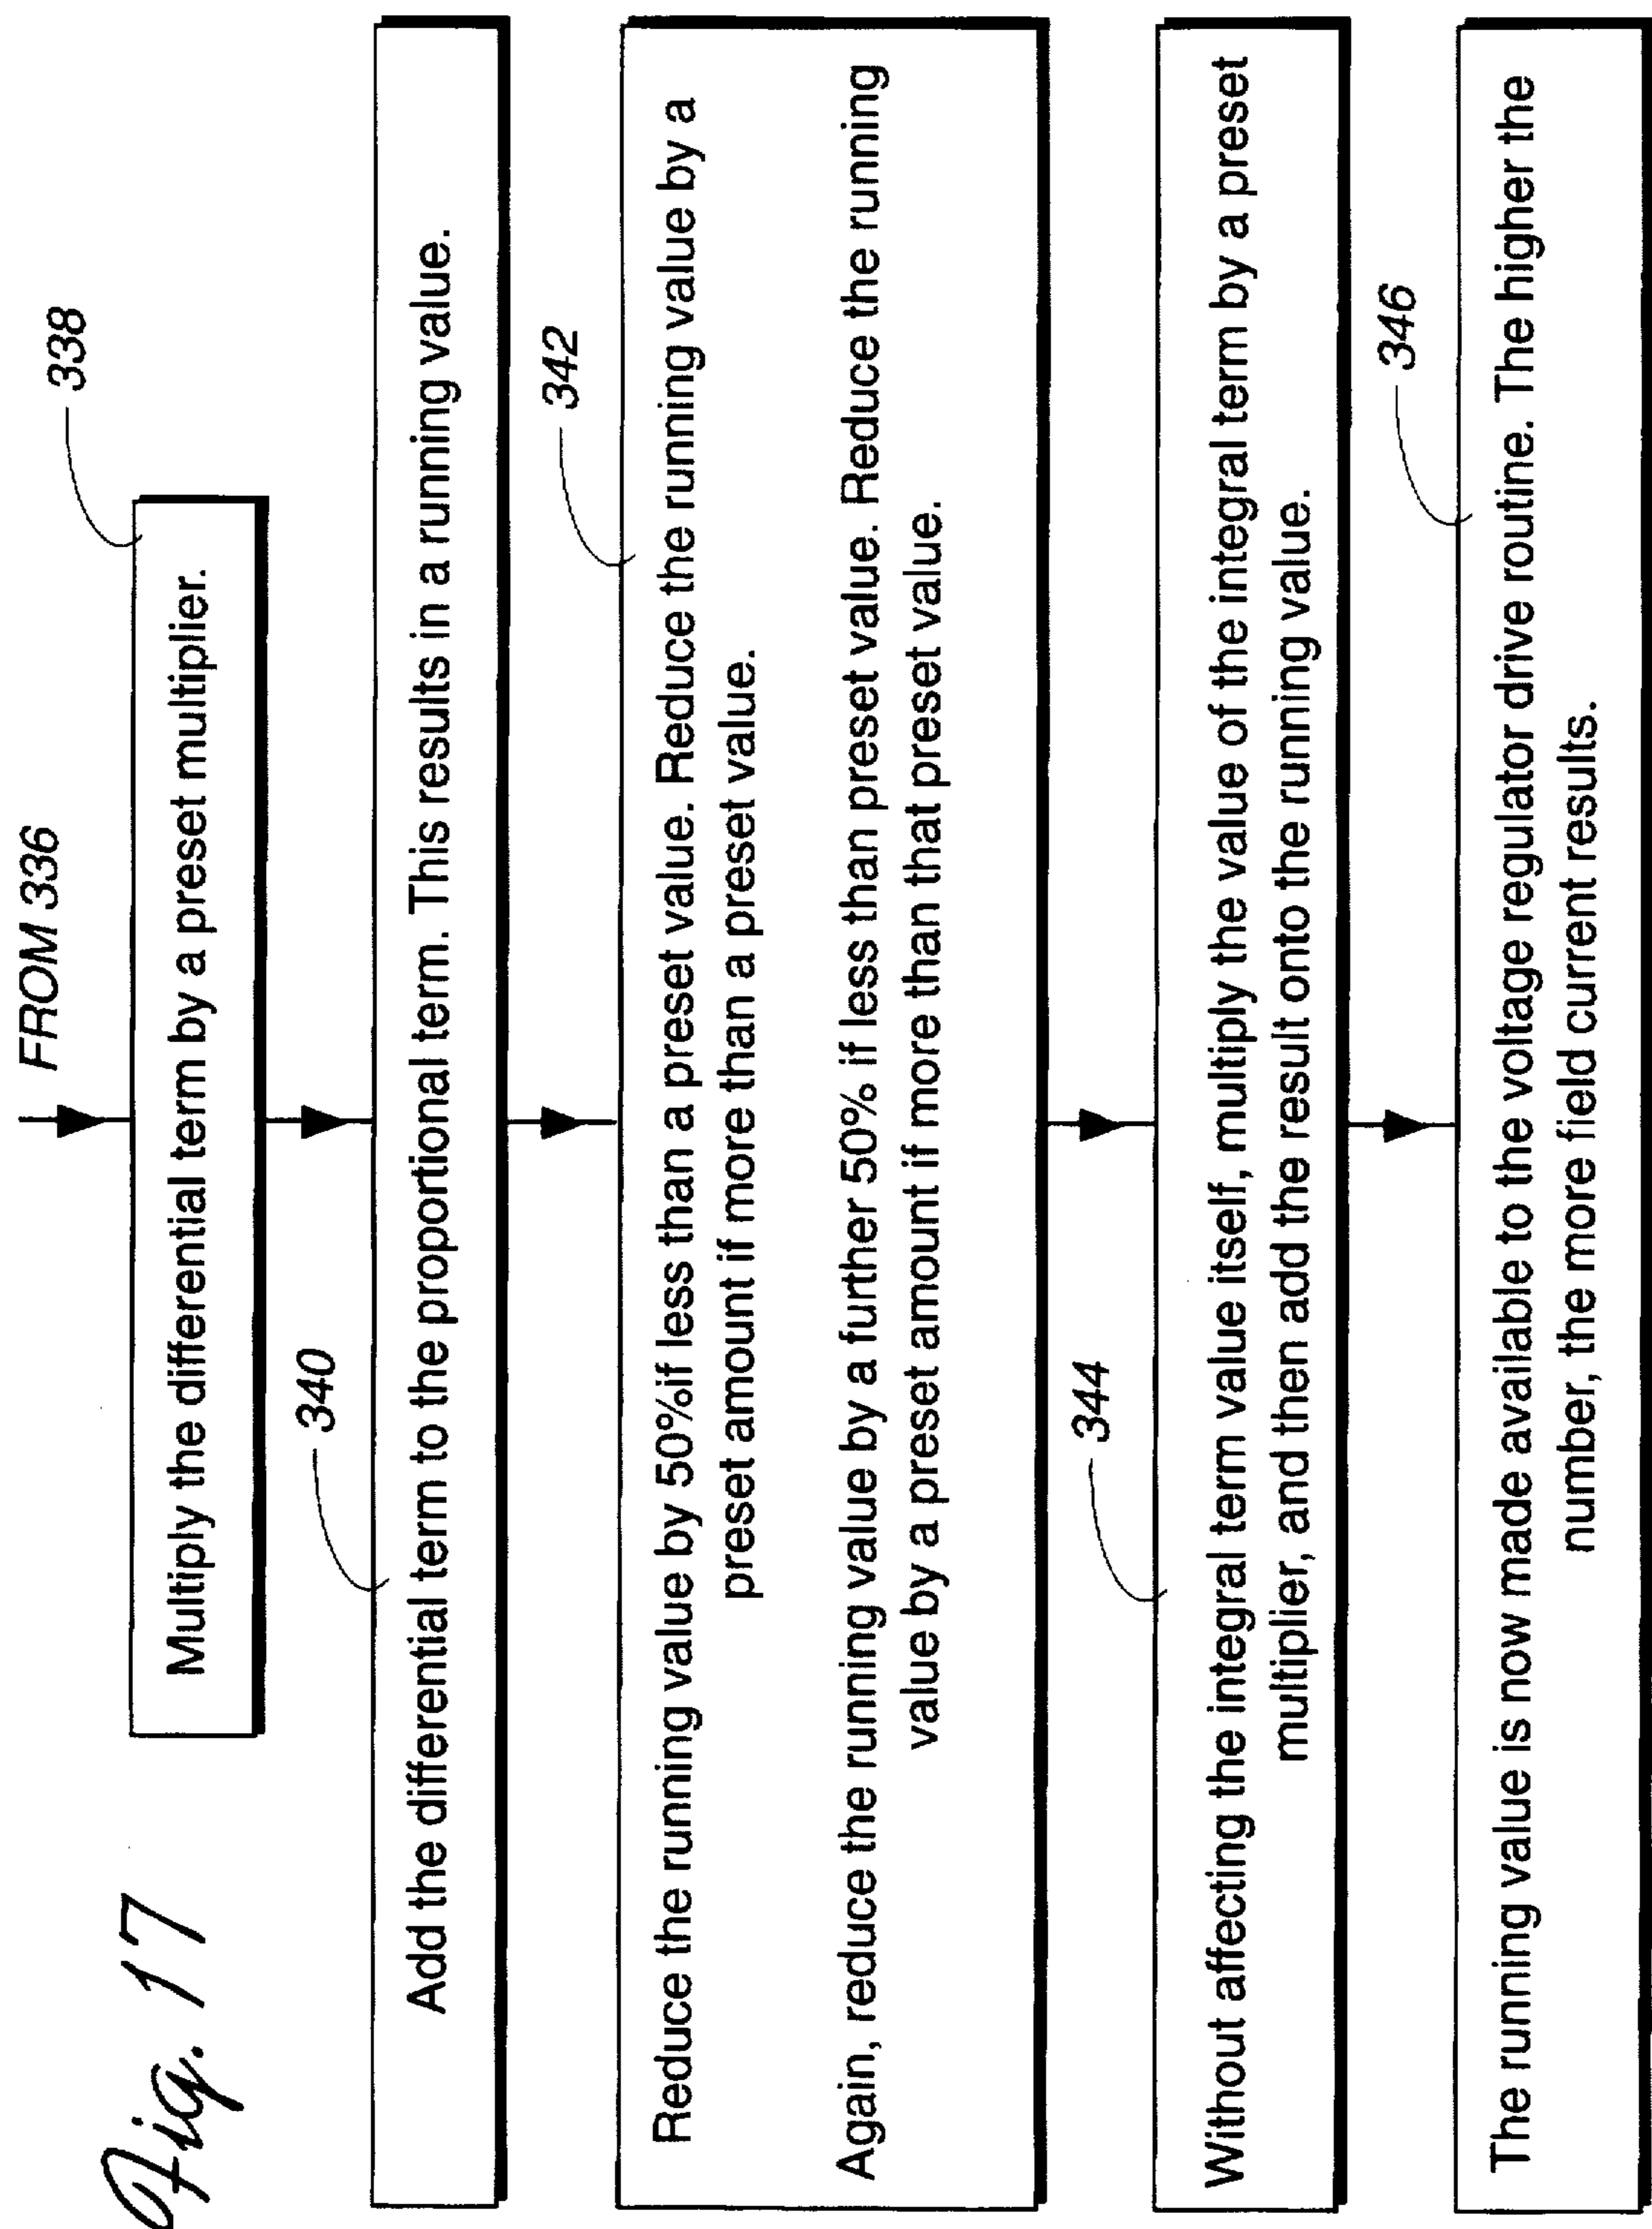 Fig. 17
FROM 336
338
Multiply the differential term by a preset multiplier.
340
Add the differential term to the proportional term. This results in a running value.
342
Reduce the running value by 50%if less than a preset value. Reduce the running value by a
preset amount if more than a preset value.
Again, reduce the running value by a further 50% if less than preset value. Reduce the running
value by a preset amount if more than that preset value.
344
Without affecting the integral term value itself, multiply the value of the integral term by a preset
multiplier, and then add the result onto the running value.
346
The running value is now made available to the voltage regulator drive routine. The higher the
number, the more field current results.